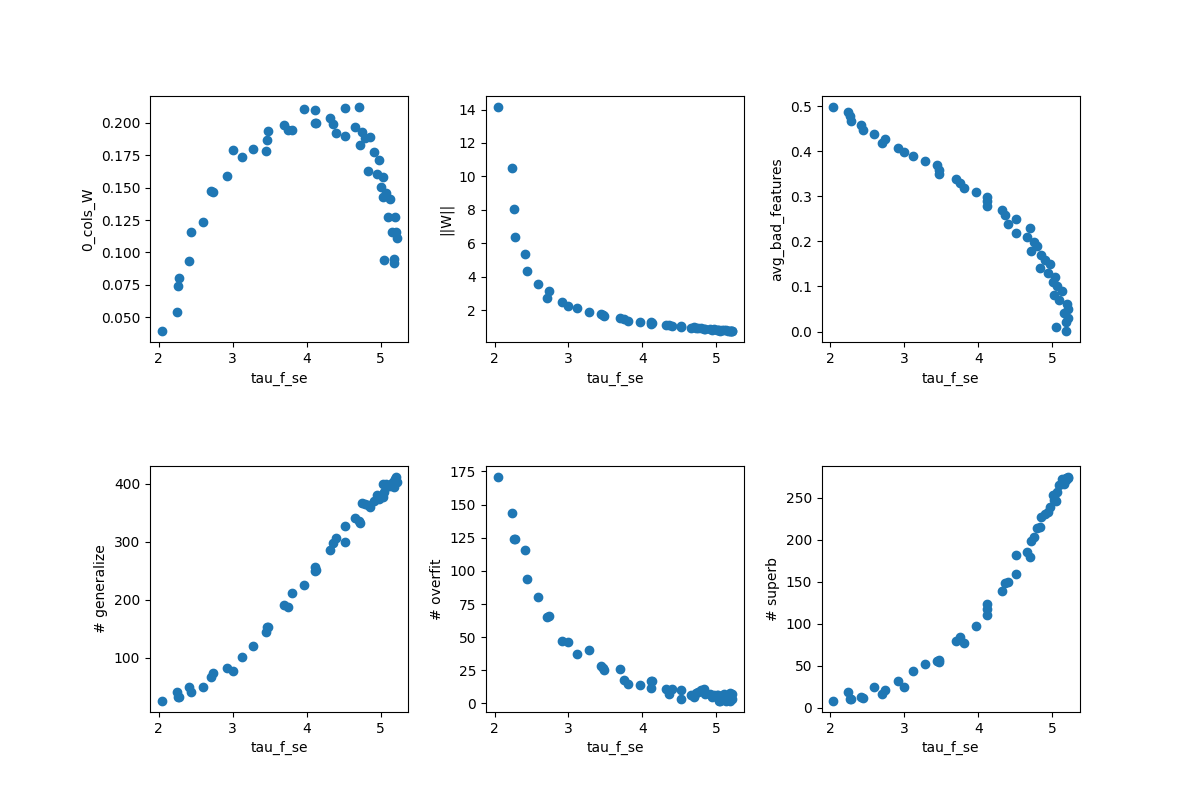 0.200
0.175
0.150
0.125
0.100
0.075
0.050
0_cols_W
2 3 4 5
tau_f_se
14
12
10
8
6
4
2
||W||
2 3 4 5
tau_f_se
0.5
0.4
0.3
0.2
0.1
0.0
avg_bad_features
2 3 4 5
tau_f_se
400
300
200
100
# generalize
2 3 4 5
tau_f_se
175
150
125
100
75
50
25
0
# overfit
2 3 4 5
tau_f_se
250
200
150
100
50
0
# superb
2 3 4 5
tau_f_se